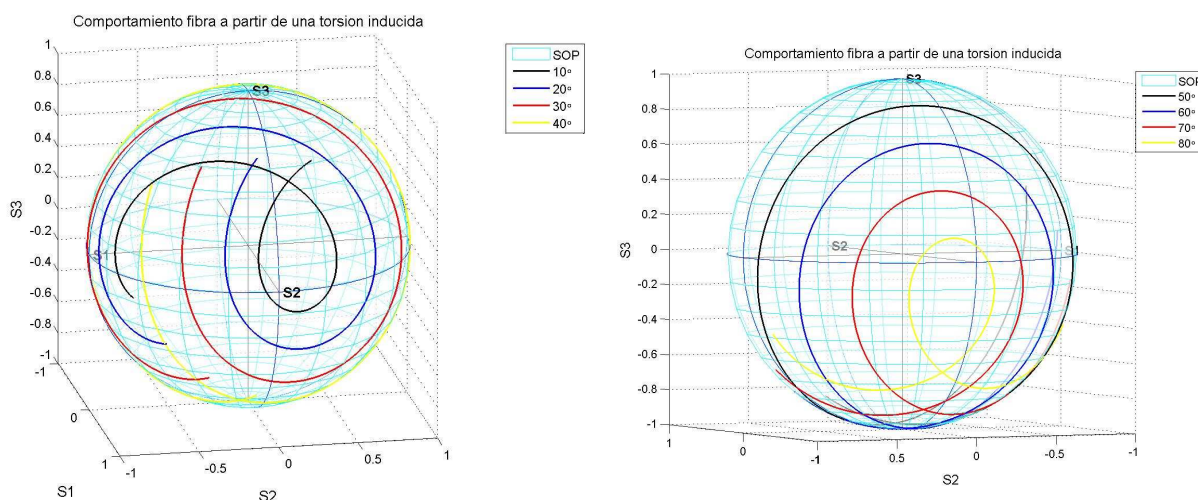 Comportamiento fibra a partir de una torsion inducida
SOP
10º
20º
30º
40º
1
0.8
0.6
0.4
0.2
0
-0.2
-0.4
-0.6
-0.8
-1
S3
S3
S1
S2
-1
0
1
S1
-1
-0.5
0
0.5
1
S2
Comportamiento fibra a partir de una torsion inducida
SOP
50º
60º
70º
80º
1
0.8
0.6
0.4
0.2
0
-0.2
-0.4
-0.6
-0.8
-1
S3
S3
S2
S1
1
0
-1
0.5
0
-0.5
-1
S2